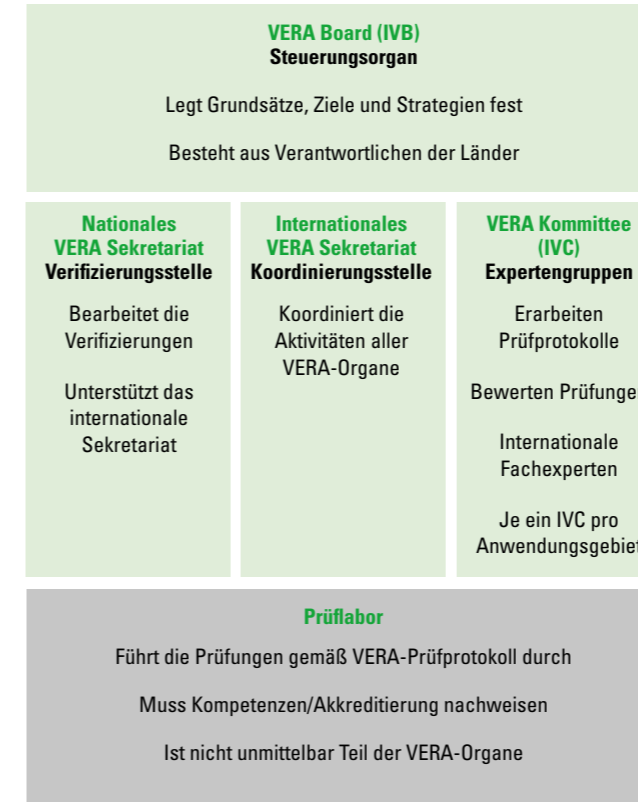 VERA Board (IVB)
Steuerungsorgan
Legt Grundsätze, Ziele und Strategien fest
Besteht aus Verantwortlichen der Länder
Nationales
VERA Sekretariat
Verifizierungsstelle
Bearbeitet die
Verifizierungen
Unterstützt das
internationale
Sekretariat
Internationales
VERA Sekretariat
Koordinierungsstelle
Koordiniert die
Aktivitäten aller
VERA-Organe
VERA Kommittee
(IVC)
Expertengruppen
Erarbeiten
Prüfprotokolle
Bewerten Prüfunge
Internationale
Fachexperten
Je ein IVC pro
Anwendungsgebiet
Prüflabor
Führt die Prüfungen gemäß VERA-Prüfprotokoll durch
Muss Kompetenzen/Akkreditierung nachweisen
Ist nicht unmittelbar Teil der VERA-Organe